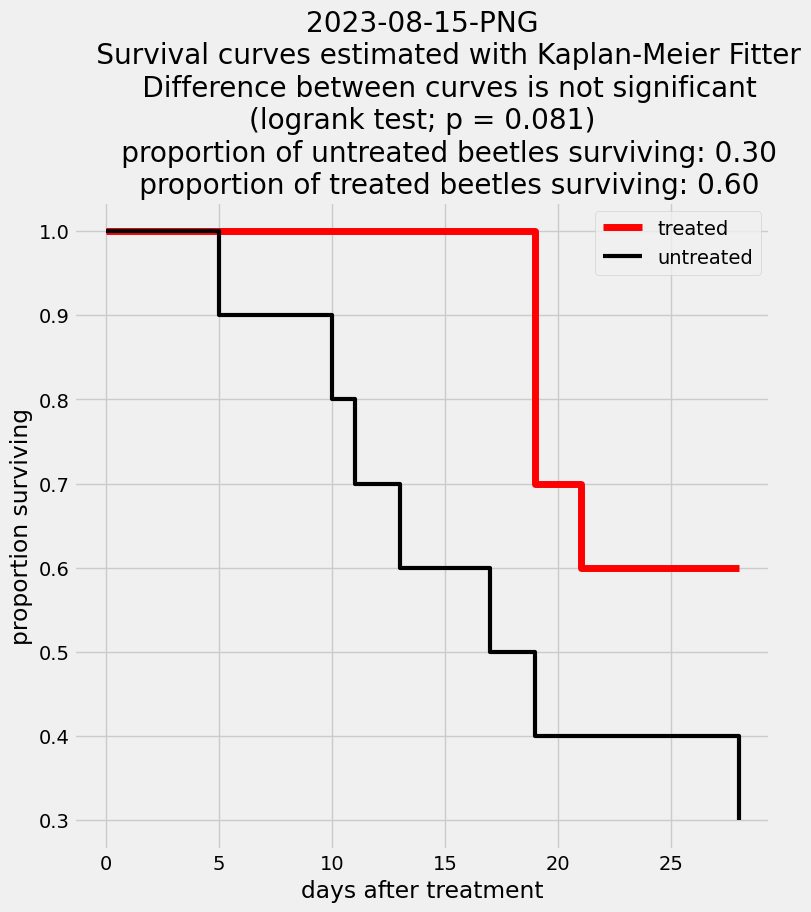 2023-08-15-PNG
Survival curves estimated with Kaplan-Meier Fitter
Difference between curves is not significant
(logrank test; p = 0.081)
proportion of untreated beetles surviving: 0.30
proportion of treated beetles surviving: 0.60
treated
untreated
1.0
0.9
0.8
0.7
0.6
0.5
0.4
0.3
proportion surviving
0
5
10
15
20
25
days after treatment